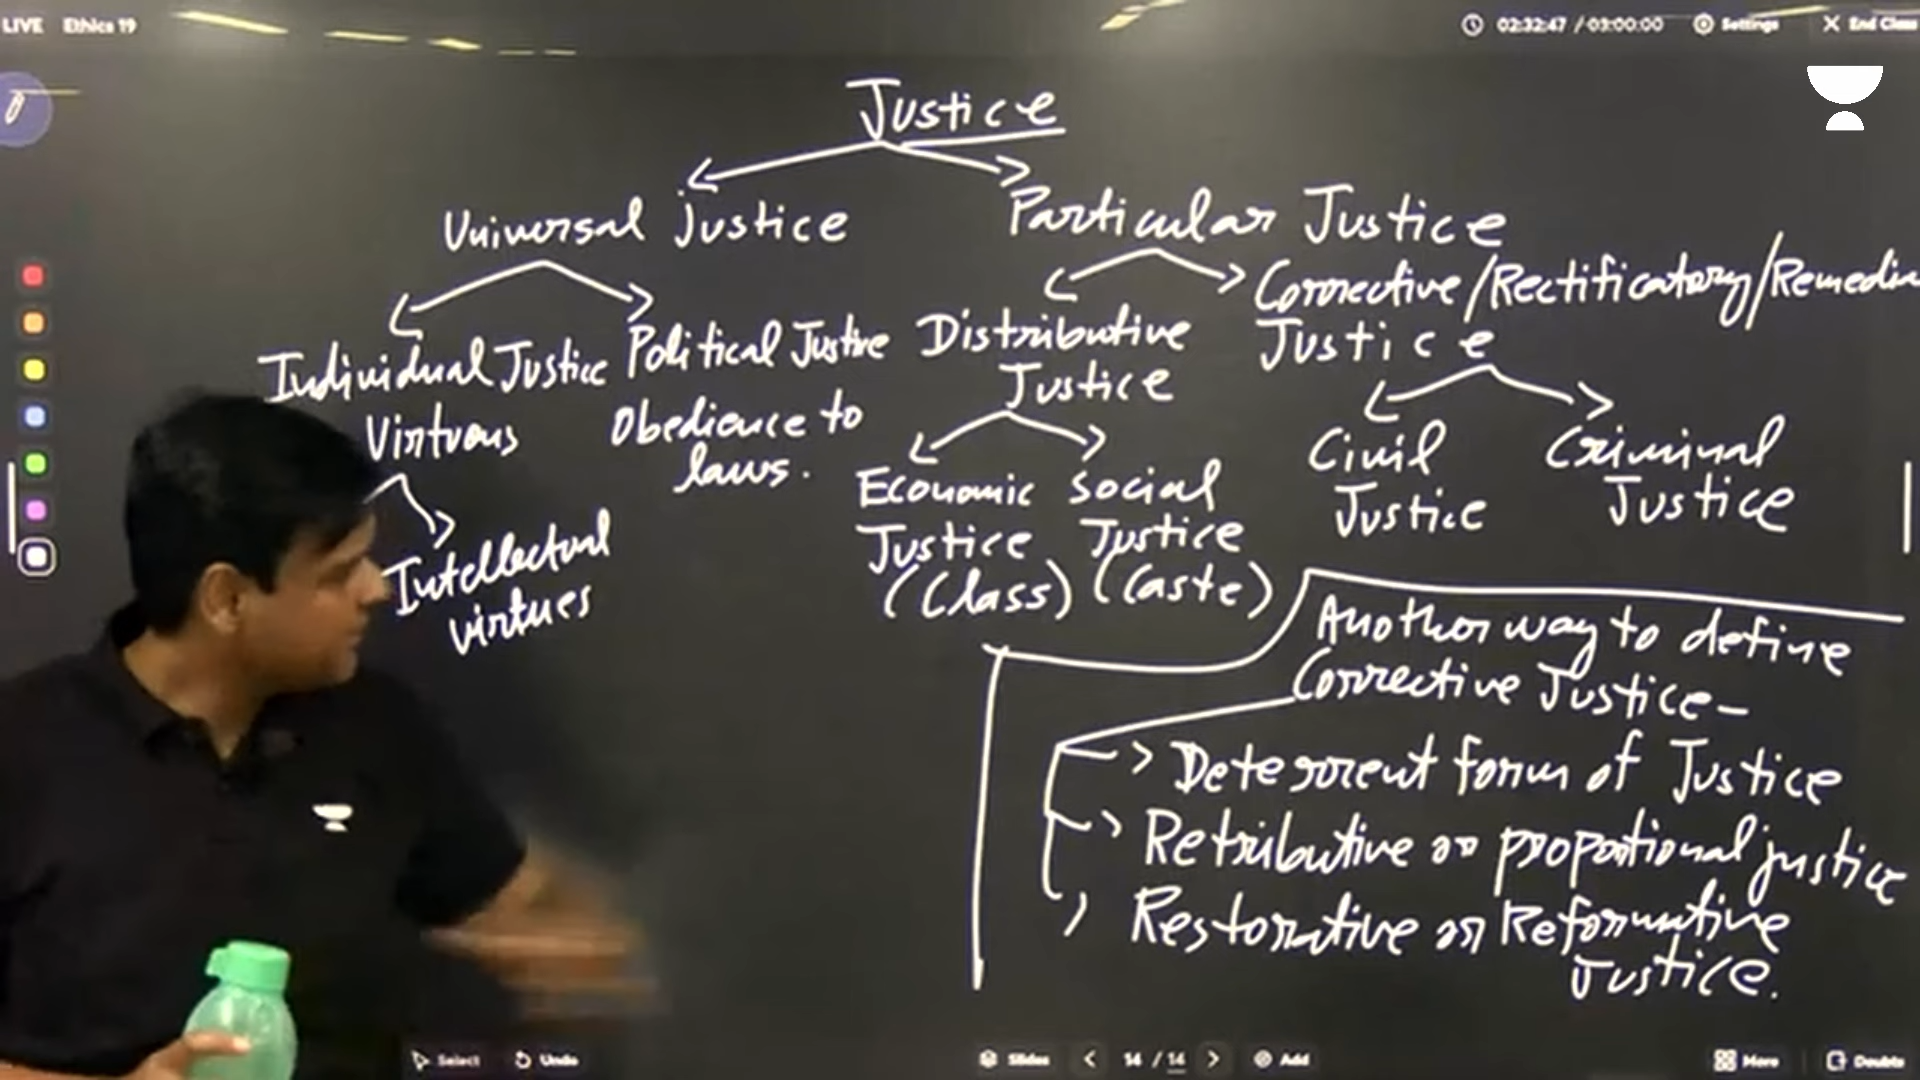 LIVE Ethics 19
02:32:47 / 03:00:00 Settings End Class
Justice
Universal justice
Particular Justice
Individual Justice
Virtuous
Intellectual
virtues
Political Justice
Obedience to
laws.
Distributive
Justice
Corrective/Rectificatory/Remedia
Justice
Economic
Justice
(Class)
Social
Justice
(Caste)
Civil
Justice
Criminal
Justice
Another way to define
Corrective Justice-
Deterrent form of Justice
Retributive or proportional justice
Restorative or Reformative
Justice.
Select Undo Slides 14 / 14 Add More Doubts